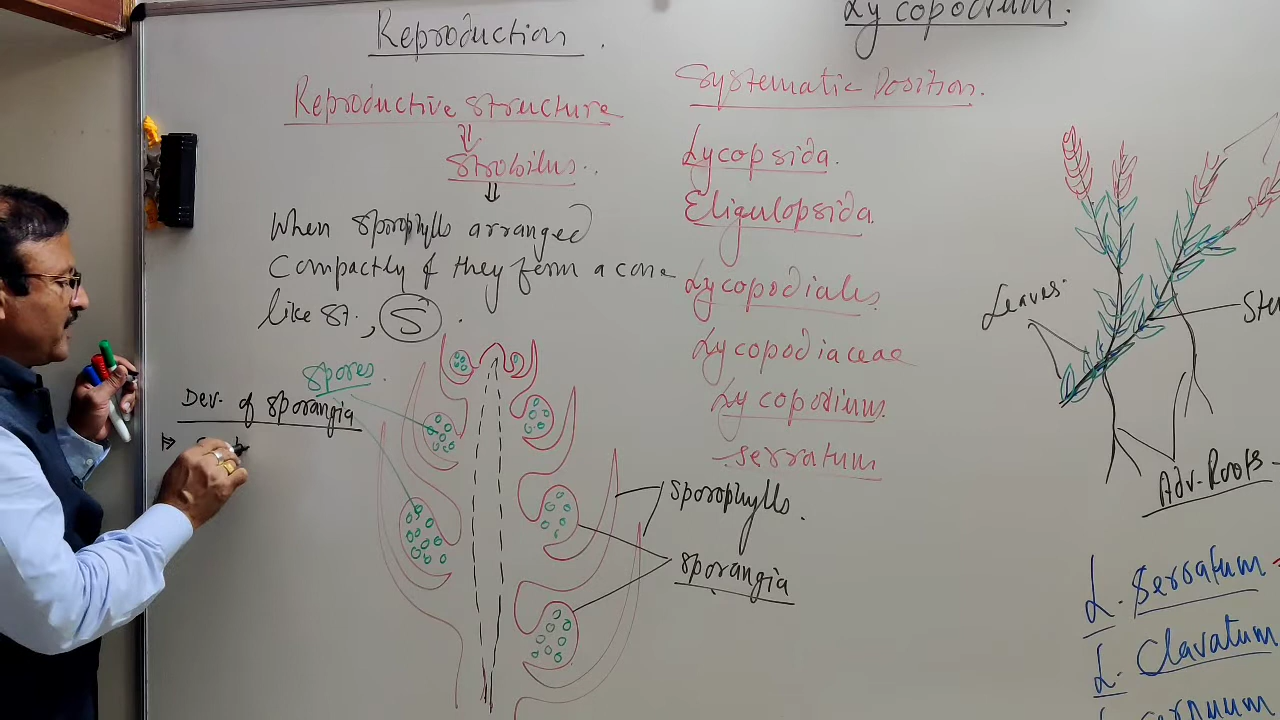 Reproduction.
Reproductive Structure
⇓
Strobilus..
⇓
When Sporophylls arranged
Compactly & they form a cone
like St., S.
spores.
Dev. of Sporangia
Sporophylls.
Sporangia
Lycopodium.
Systematic Position.
Lycopsida.
Eligulopsida.
Lycopodiales.
Lycopodiaceae
Lycopodium.
serratum
Leaves.
Ste
Adv. Roots
L. Serratum
L. Clavatum
L. cernuum